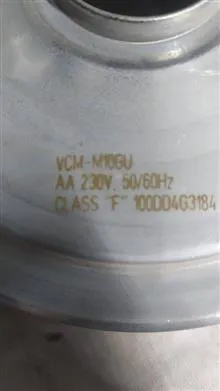 VCM-M10GU
AA 230V, 50/60Hz
CLASS "F" 100DD4G3184